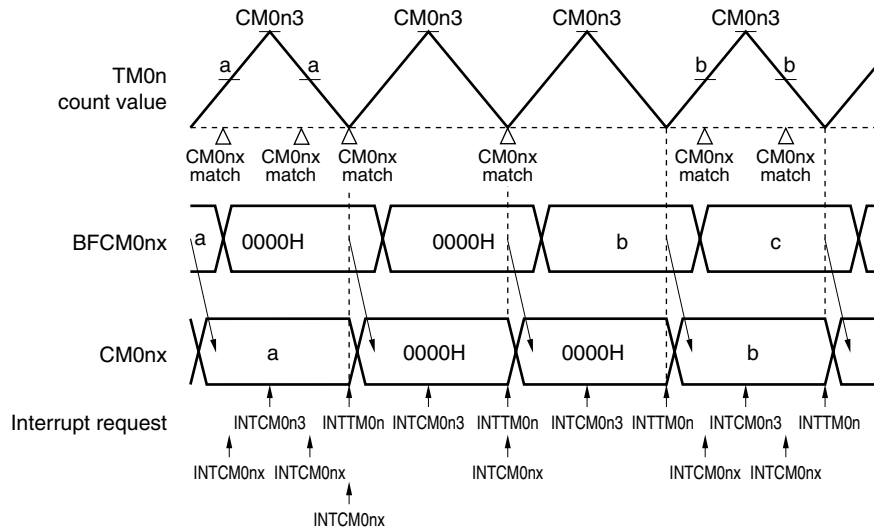 CM0n3 CM0n3 CM0n3 CM0n3
a a b b
TM0n
count value
CM0nx CM0nx CM0nx CM0nx CM0nx CM0nx
match match match match match match
BFCM0nx a 0000H 0000H b c
CM0nx a 0000H 0000H b
Interrupt request INTCM0n3 INTTM0n INTCM0n3 INTTM0n INTCM0n3 INTTM0n INTCM0n3 INTTM0n
INTCM0nx INTCM0nx INTCM0nx INTCM0nx INTCM0nx
INTCM0nx